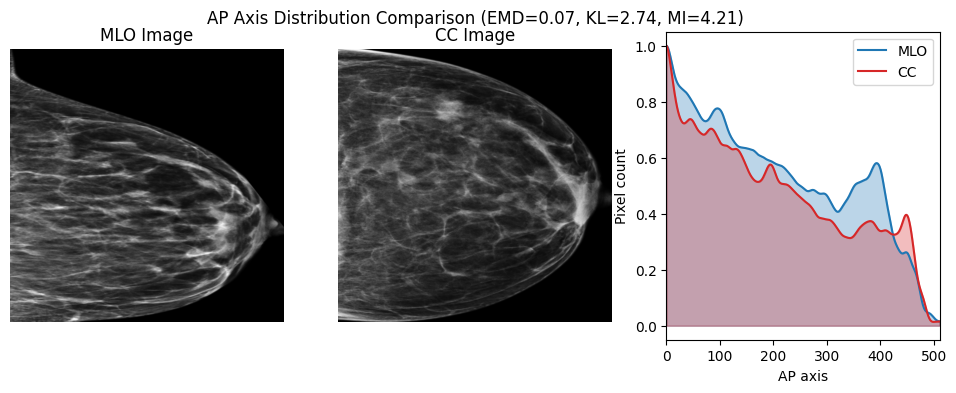 AP Axis Distribution Comparison (EMD=0.07, KL=2.74, MI=4.21)
MLO Image
CC Image
MLO
CC
Pixel count
1.0
0.8
0.6
0.4
0.2
0.0
0 100 200 300 400 500
AP axis